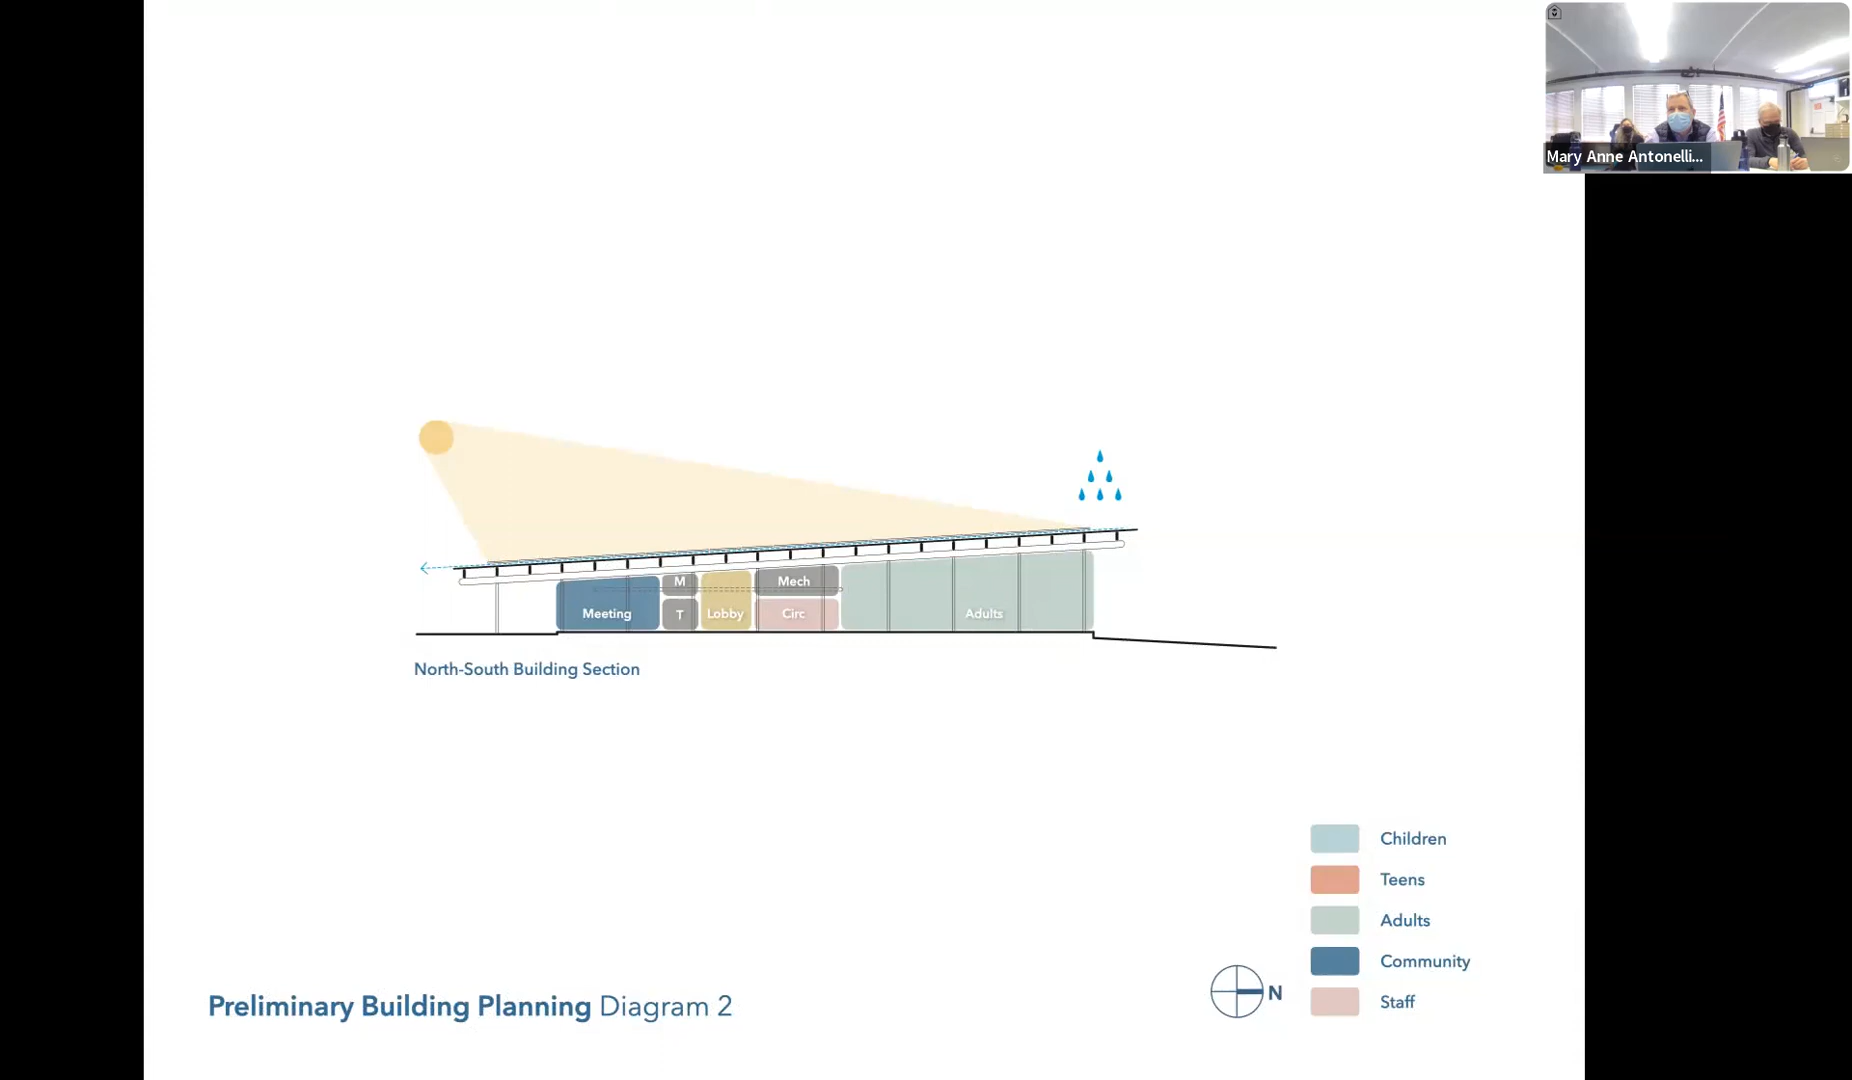 Mary Anne Antonelli...
M
Mech
Meeting
T
Lobby
Circ
Adults
North-South Building Section
Children
Teens
Adults
Community
Staff
N
Preliminary Building Planning Diagram 2